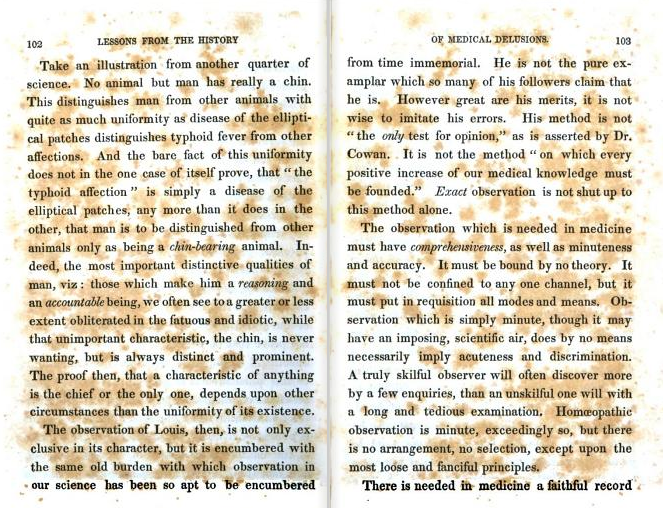 102 LESSONS FROM THE HISTORY
Take an illustration from another quarter of
science. No animal but man has really a chin.
This distinguishes man from other animals with
quite as much uniformity as disease of the ellipti-
cal patches distinguishes typhoid fever from other
affections. And the bare fact of this uniformity
does not in the one case of itself prove, that “ the
typhoid affection ” is simply a disease of the
elliptical patches, any more than it does in the
other, that man is to be distinguished from other
animals only as being a chin-bearing animal. In-
deed, the most important distinctive qualities of
man, viz : those which make him a reasoning and
an accountable being, we often see to a greater or less
extent obliterated in the fatuous and idiotic, while
that unimportant characteristic, the chin, is never
wanting, but is always distinct and prominent.
The proof then, that a characteristic of anything
is the chief or the only one, depends upon other
circumstances than the uniformity of its existence.
The observation of Louis, then, is not only ex-
clusive in its character, but it is encumbered with
the same old burden with which observation in
our science has been so apt to be encumbered
OF MEDICAL DELUSIONS. 103
from time immemorial. He is not the pure ex-
amplar which so many of his followers claim that
he is. However great are his merits, it is not
wise to imitate his errors. His method is not
“ the only test for opinion,” as is asserted by Dr.
Cowan. It is not the method “ on which every
positive increase of our medical knowledge must
be founded.” Exact observation is not shut up to
this method alone.
The observation which is needed in medicine
must have comprehensiveness, as well as minuteness
and accuracy. It must be bound by no theory. It
must not be confined to any one channel, but it
must put in requisition all modes and means. Ob-
servation which is simply minute, though it may
have an imposing, scientific air, does by no means
necessarily imply acuteness and discrimination.
A truly skilful observer will often discover more
by a few enquiries, than an unskilful one will with
a long and tedious examination. Homœopathic
observation is minute, exceedingly so, but there
is no arrangement, no selection, except upon the
most loose and fanciful principles.
There is needed in medicine a faithful record